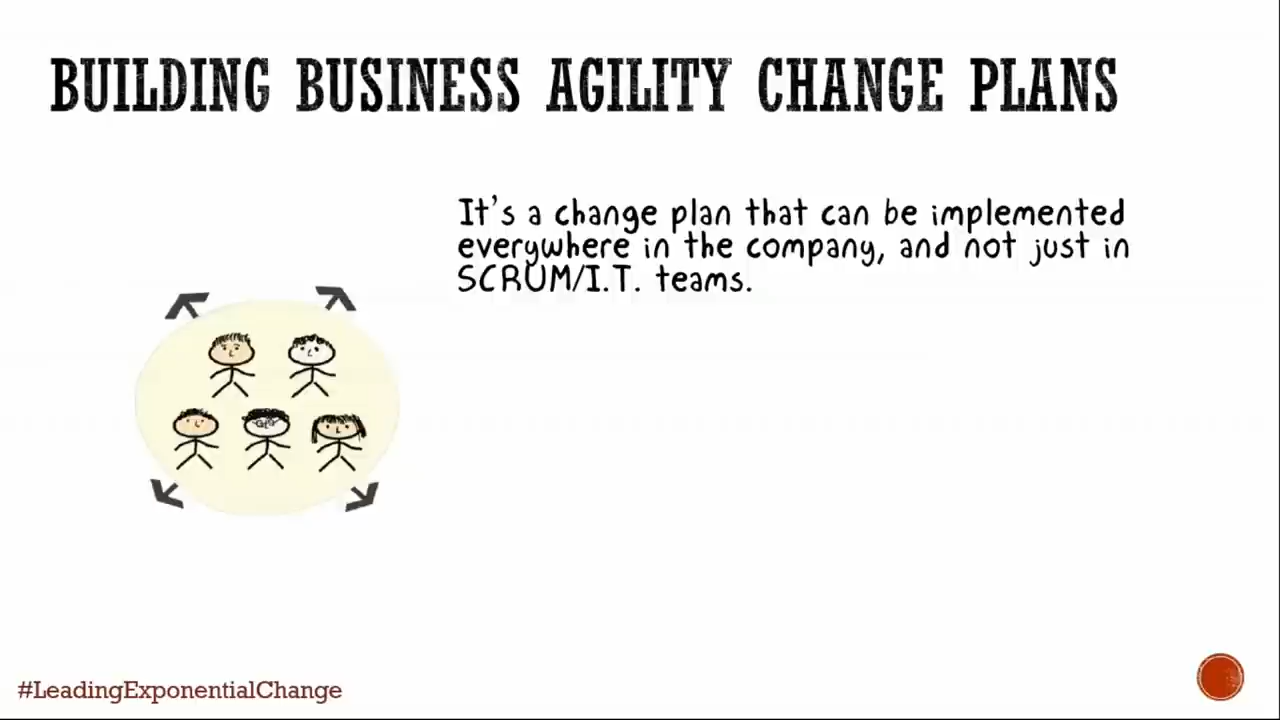 BUILDING BUSINESS AGILITY CHANGE PLANS
It's a change plan that can be implemented
everywhere in the company, and not just in
SCRUM/I.T. teams.
#LeadingExponentialChange